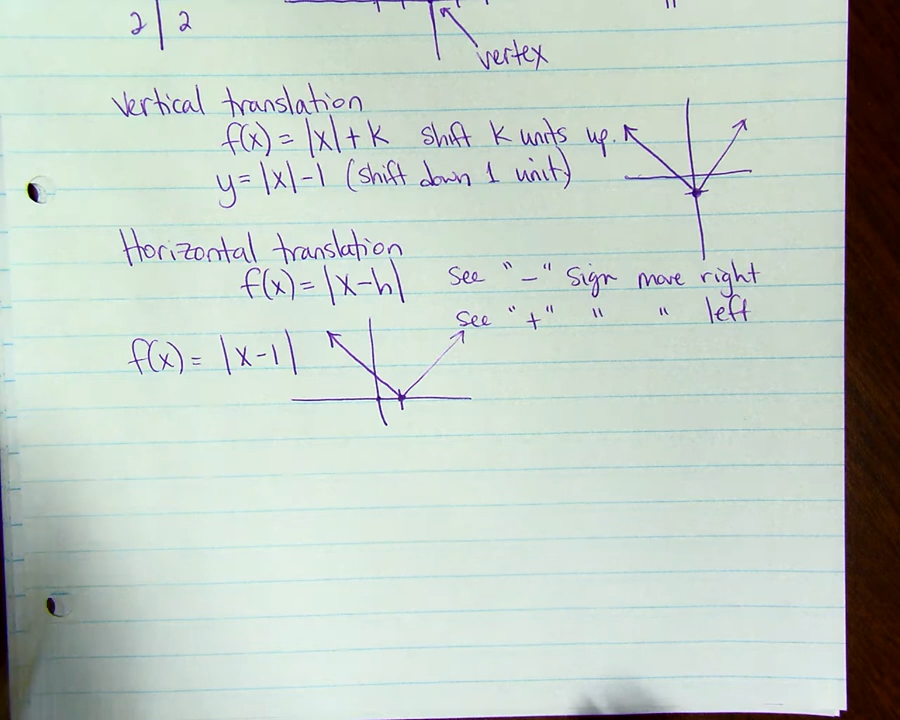 2 | 2
vertex
Vertical translation
f(x) = |x| + k shift k units up.
y = |x| - 1 (shift down 1 unit)
Horizontal translation
f(x) = |x-h| see "-" sign move right
see "+" " " left
f(x) = |x-1|